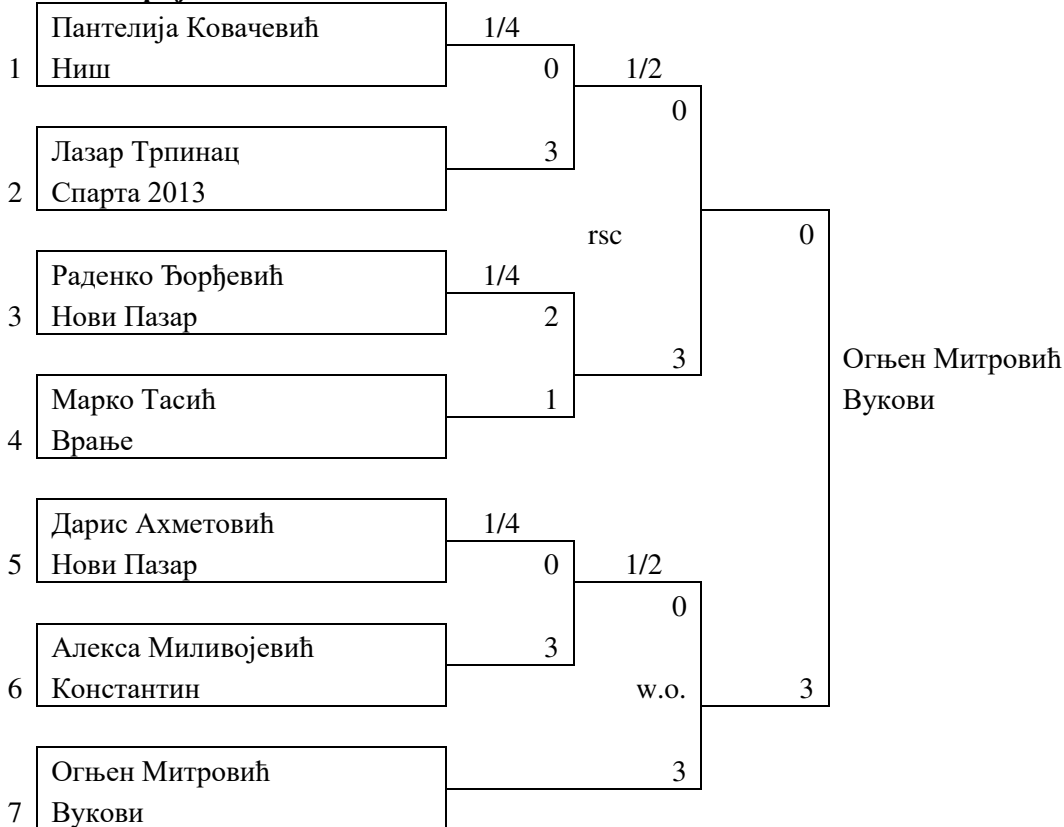 Пантелија Ковачевић
1/4
1
Ниш
0
1/2
0
Лазар Трпинац
3
2
Спарта 2013
rsc
0
Раденко Ђорђевић
1/4
3
Нови Пазар
2
3
Огњен Митровић
Марко Тасић
1
Вукови
4
Врање
Дарис Ахметовић
1/4
5
Нови Пазар
0
1/2
0
Алекса Миливојевић
3
6
Константин
w.o.
3
Огњен Митровић
3
7
Вукови